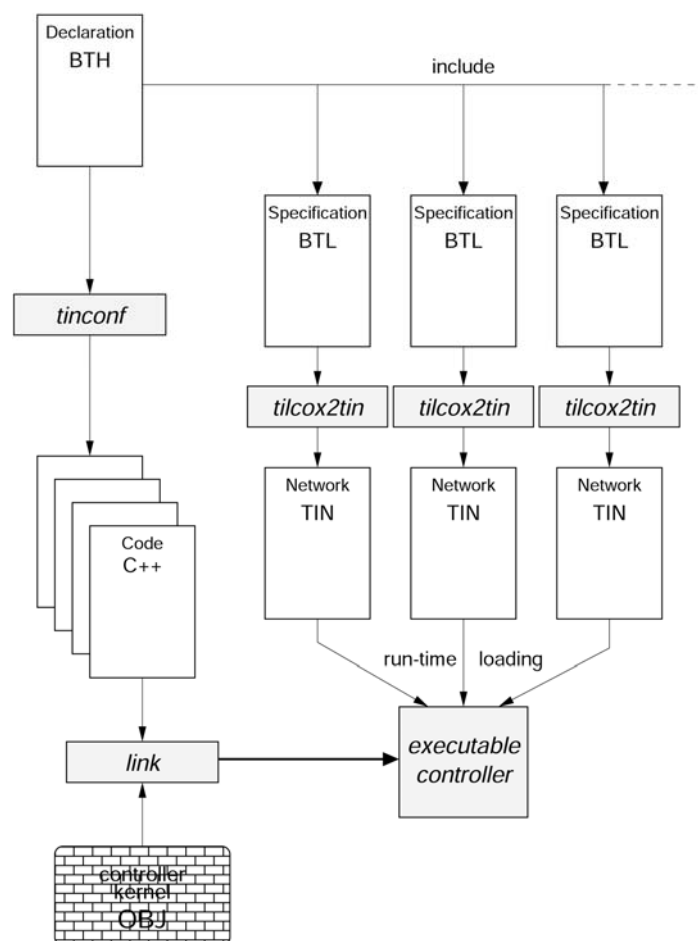 Declaration
BTH
include
Specification
BTL
Specification
BTL
Specification
BTL
tinconf
tilcox2tin
tilcox2tin
tilcox2tin
Network
TIN
Network
TIN
Network
TIN
Code
C++
run-time loading
executable
controller
link
controller
kernel
OBJ